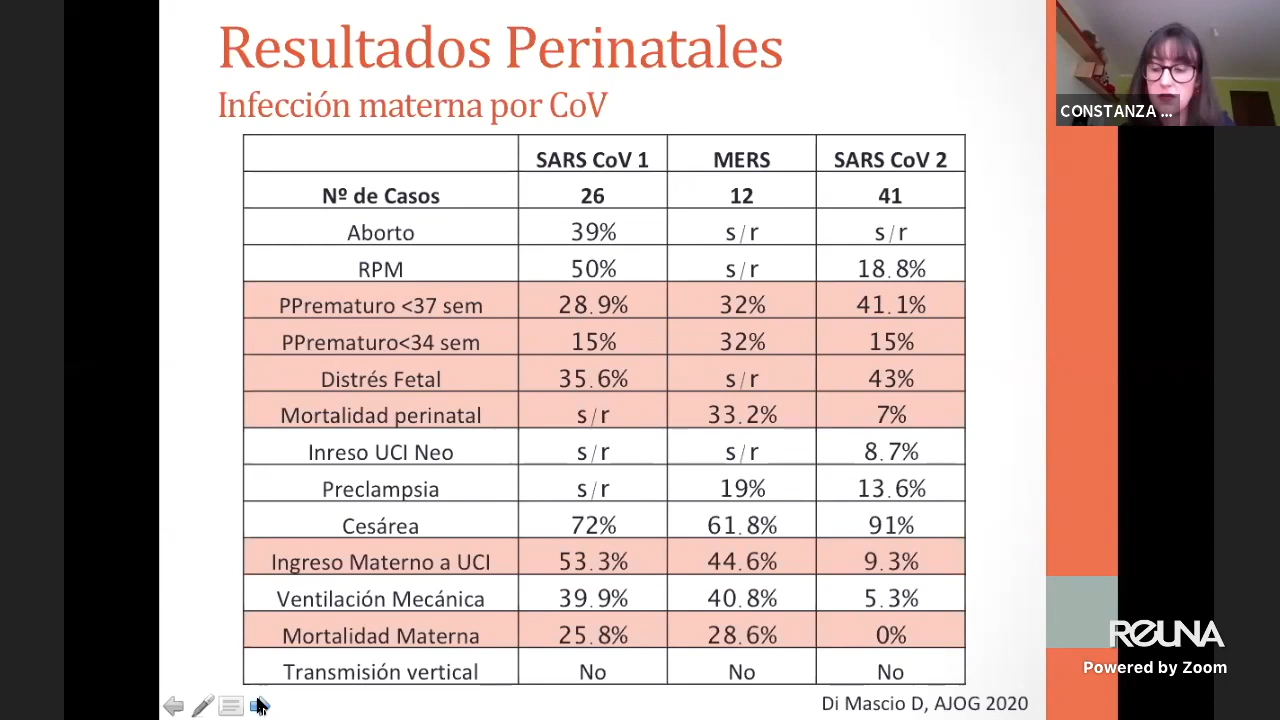 Resultados Perinatales
Infección materna por CoV
CONSTANZA ...
SARS CoV 1 MERS SARS CoV 2
Nº de Casos 26 12 41
Aborto 39% s/r s/r
RPM 50% s/r 18.8%
PPrematuro <37 sem 28.9% 32% 41.1%
PPrematuro<34 sem 15% 32% 15%
Distrés Fetal 35.6% s/r 43%
Mortalidad perinatal s/r 33.2% 7%
Inreso UCI Neo s/r s/r 8.7%
Preclampsia s/r 19% 13.6%
Cesárea 72% 61.8% 91%
Ingreso Materno a UCI 53.3% 44.6% 9.3%
Ventilación Mecánica 39.9% 40.8% 5.3%
Mortalidad Materna 25.8% 28.6% 0%
Transmisión vertical No No No
Di Mascio D, AJOG 2020
REUNA
Powered by Zoom